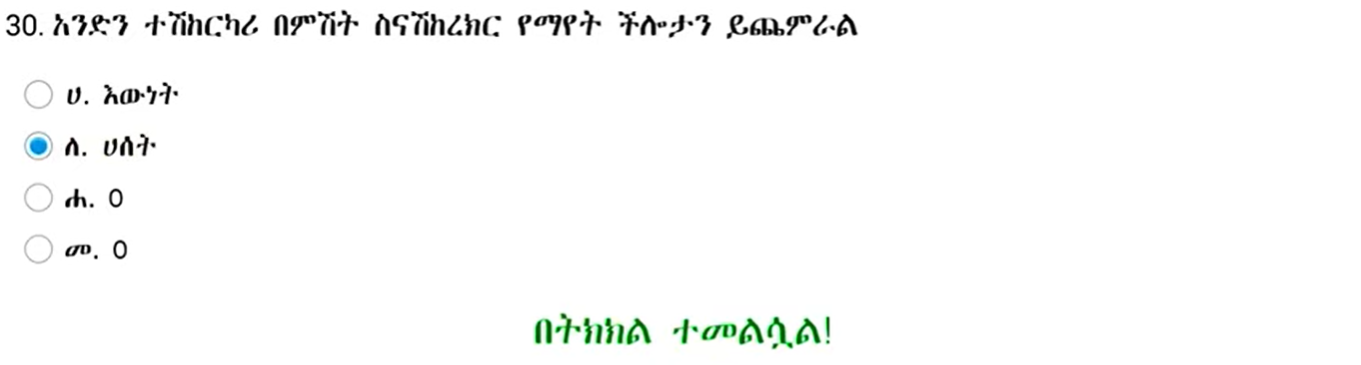 30. አንድን ተሽከርካሪ በምሽት ስናሽከረክር የማየት ችሎታን ይጨምራል
ሀ. እውነት
ለ. ሀሰት
ሐ. 0
መ. 0
በትክክል ተመልሷል!